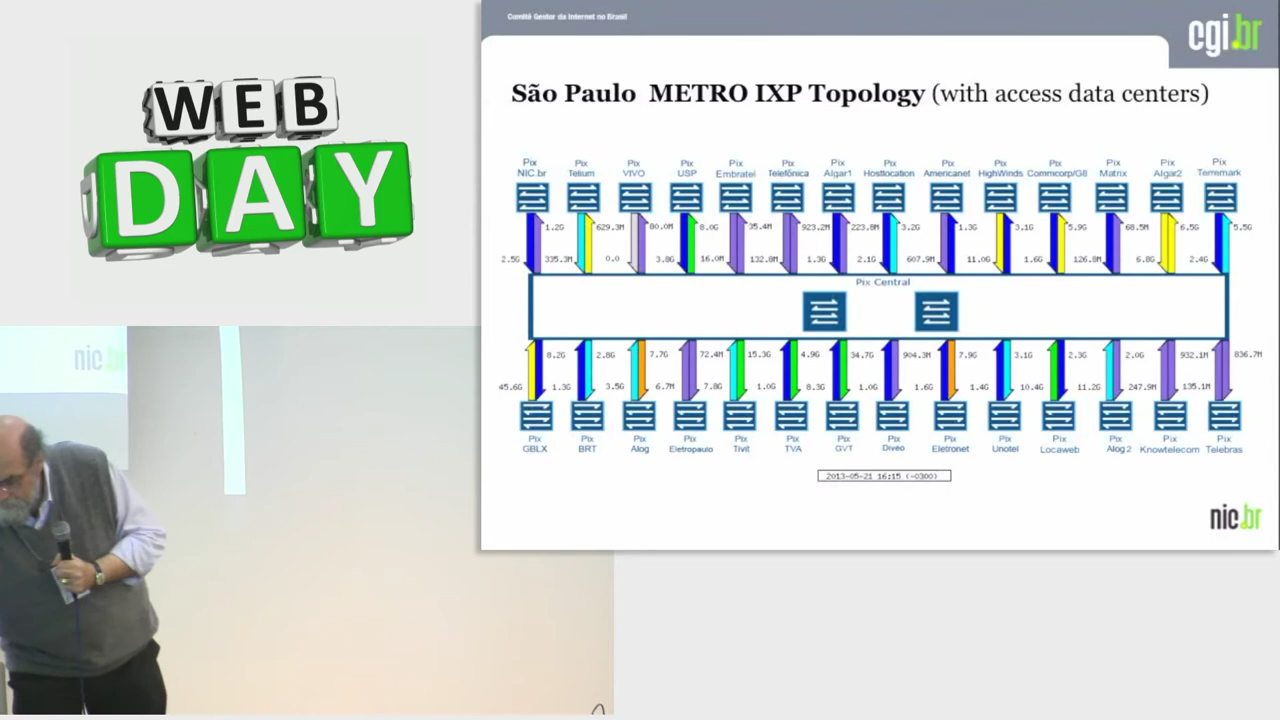 WEB
DAY
nic.br
Comitê Gestor da Internet no Brasil
cgi.br
São Paulo METRO IXP Topology (with access data centers)
Pix NIC.br
Pix Telium
Pix VIVO
Pix USP
Pix Embratel
Pix Telefônica
Pix Algar1
Pix Hostlocation
Pix Americanet
Pix HighWinds
Pix Commcorp/G8
Pix Matrix
Pix Algar2
Pix Temmark
1.2G 629.3M 80.0M 8.0G 35.4M 923.2M 223.8M 3.2G 1.3G 3.1G 5.9G 68.5M 6.5G 5.5G
2.5G 335.3M 0.0 3.8G 16.0M 132.8M 1.3G 2.1G 607.9M 11.0G 1.6G 126.8M 6.8G 2.4G
Pix Central
8.2G 2.8G 7.7G 72.4M 15.3G 4.9G 34.7G 904.3M 7.9G 3.1G 2.3G 2.0G 932.1M 836.7M
45.6G 1.3G 3.5G 6.7M 7.8G 1.0G 8.3G 1.0G 1.6G 1.4G 10.4G 11.2G 247.9M 135.1M
Pix GBLX
Pix BRT
Pix Alog
Pix Eletropaulo
Pix Tivit
Pix TVA
Pix GVT
Pix Diveo
Pix Eletronet
Pix Unotel
Pix Locaweb
Pix Alog 2
Pix Knowtelecom
Pix Telebras
2013-05-21 16:15 (-0300)
nic.br